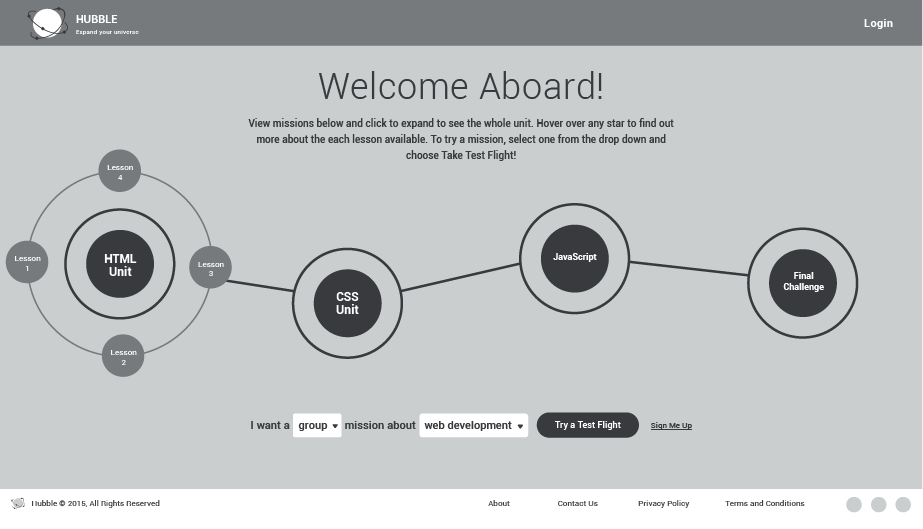 HUBBLE
Expand your universe
Login
Welcome Aboard!
View missions below and click to expand to see the whole unit. Hover over any star to find out
more about the each lesson available. To try a mission, select one from the drop down and
choose Take Test Flight!
Lesson
4
HTML
Unit
Lesson
1
Lesson
3
Lesson
2
CSS
Unit
JavaScript
Final
Challenge
I want a group mission about web development Try a Test Flight Sign Me Up
Hubble © 2015, All Rights Reserved About Contact Us Privacy Policy Terms and Conditions